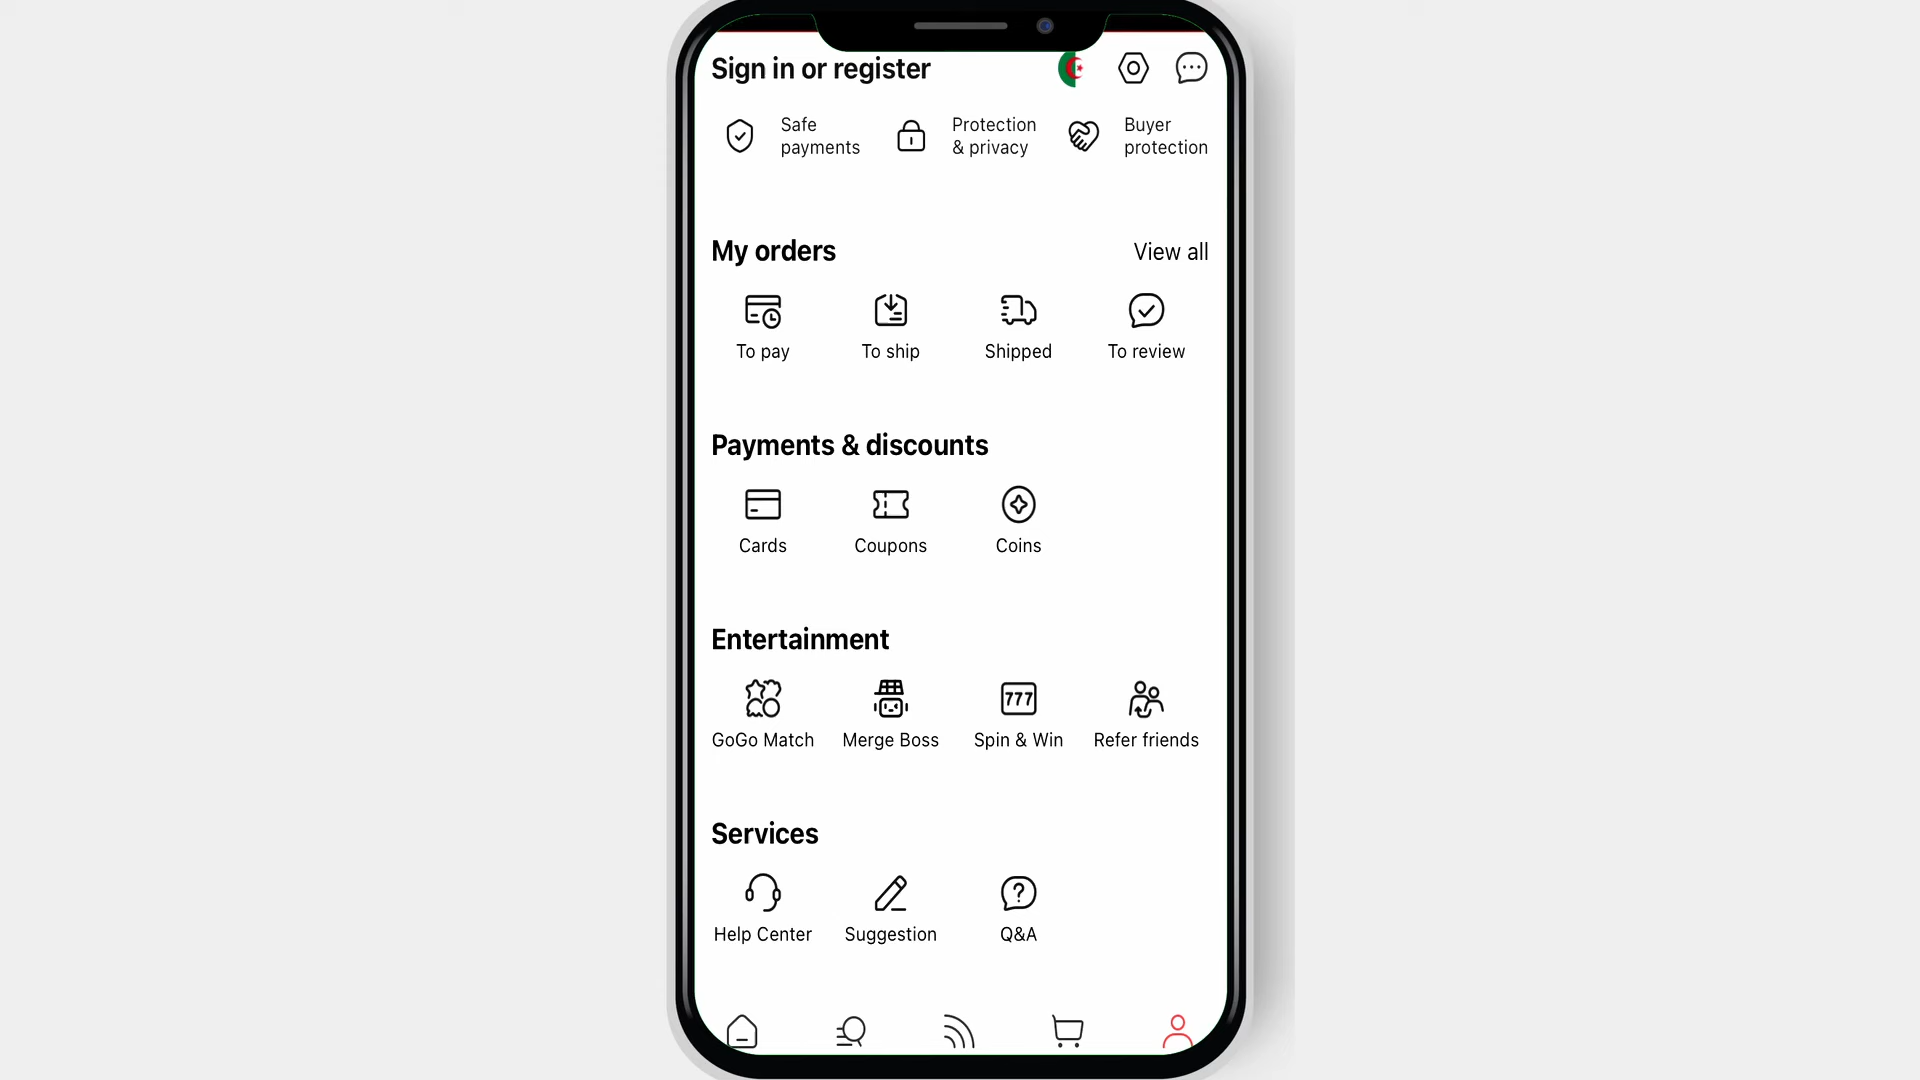 Sign in or register
Safe
payments
Protection
& privacy
Buyer
protection
My orders
View all
To pay
To ship
Shipped
To review
Payments & discounts
Cards
Coupons
Coins
Entertainment
777
GoGo Match
Merge Boss
Spin & Win
Refer friends
Services
Help Center
Suggestion
Q&A